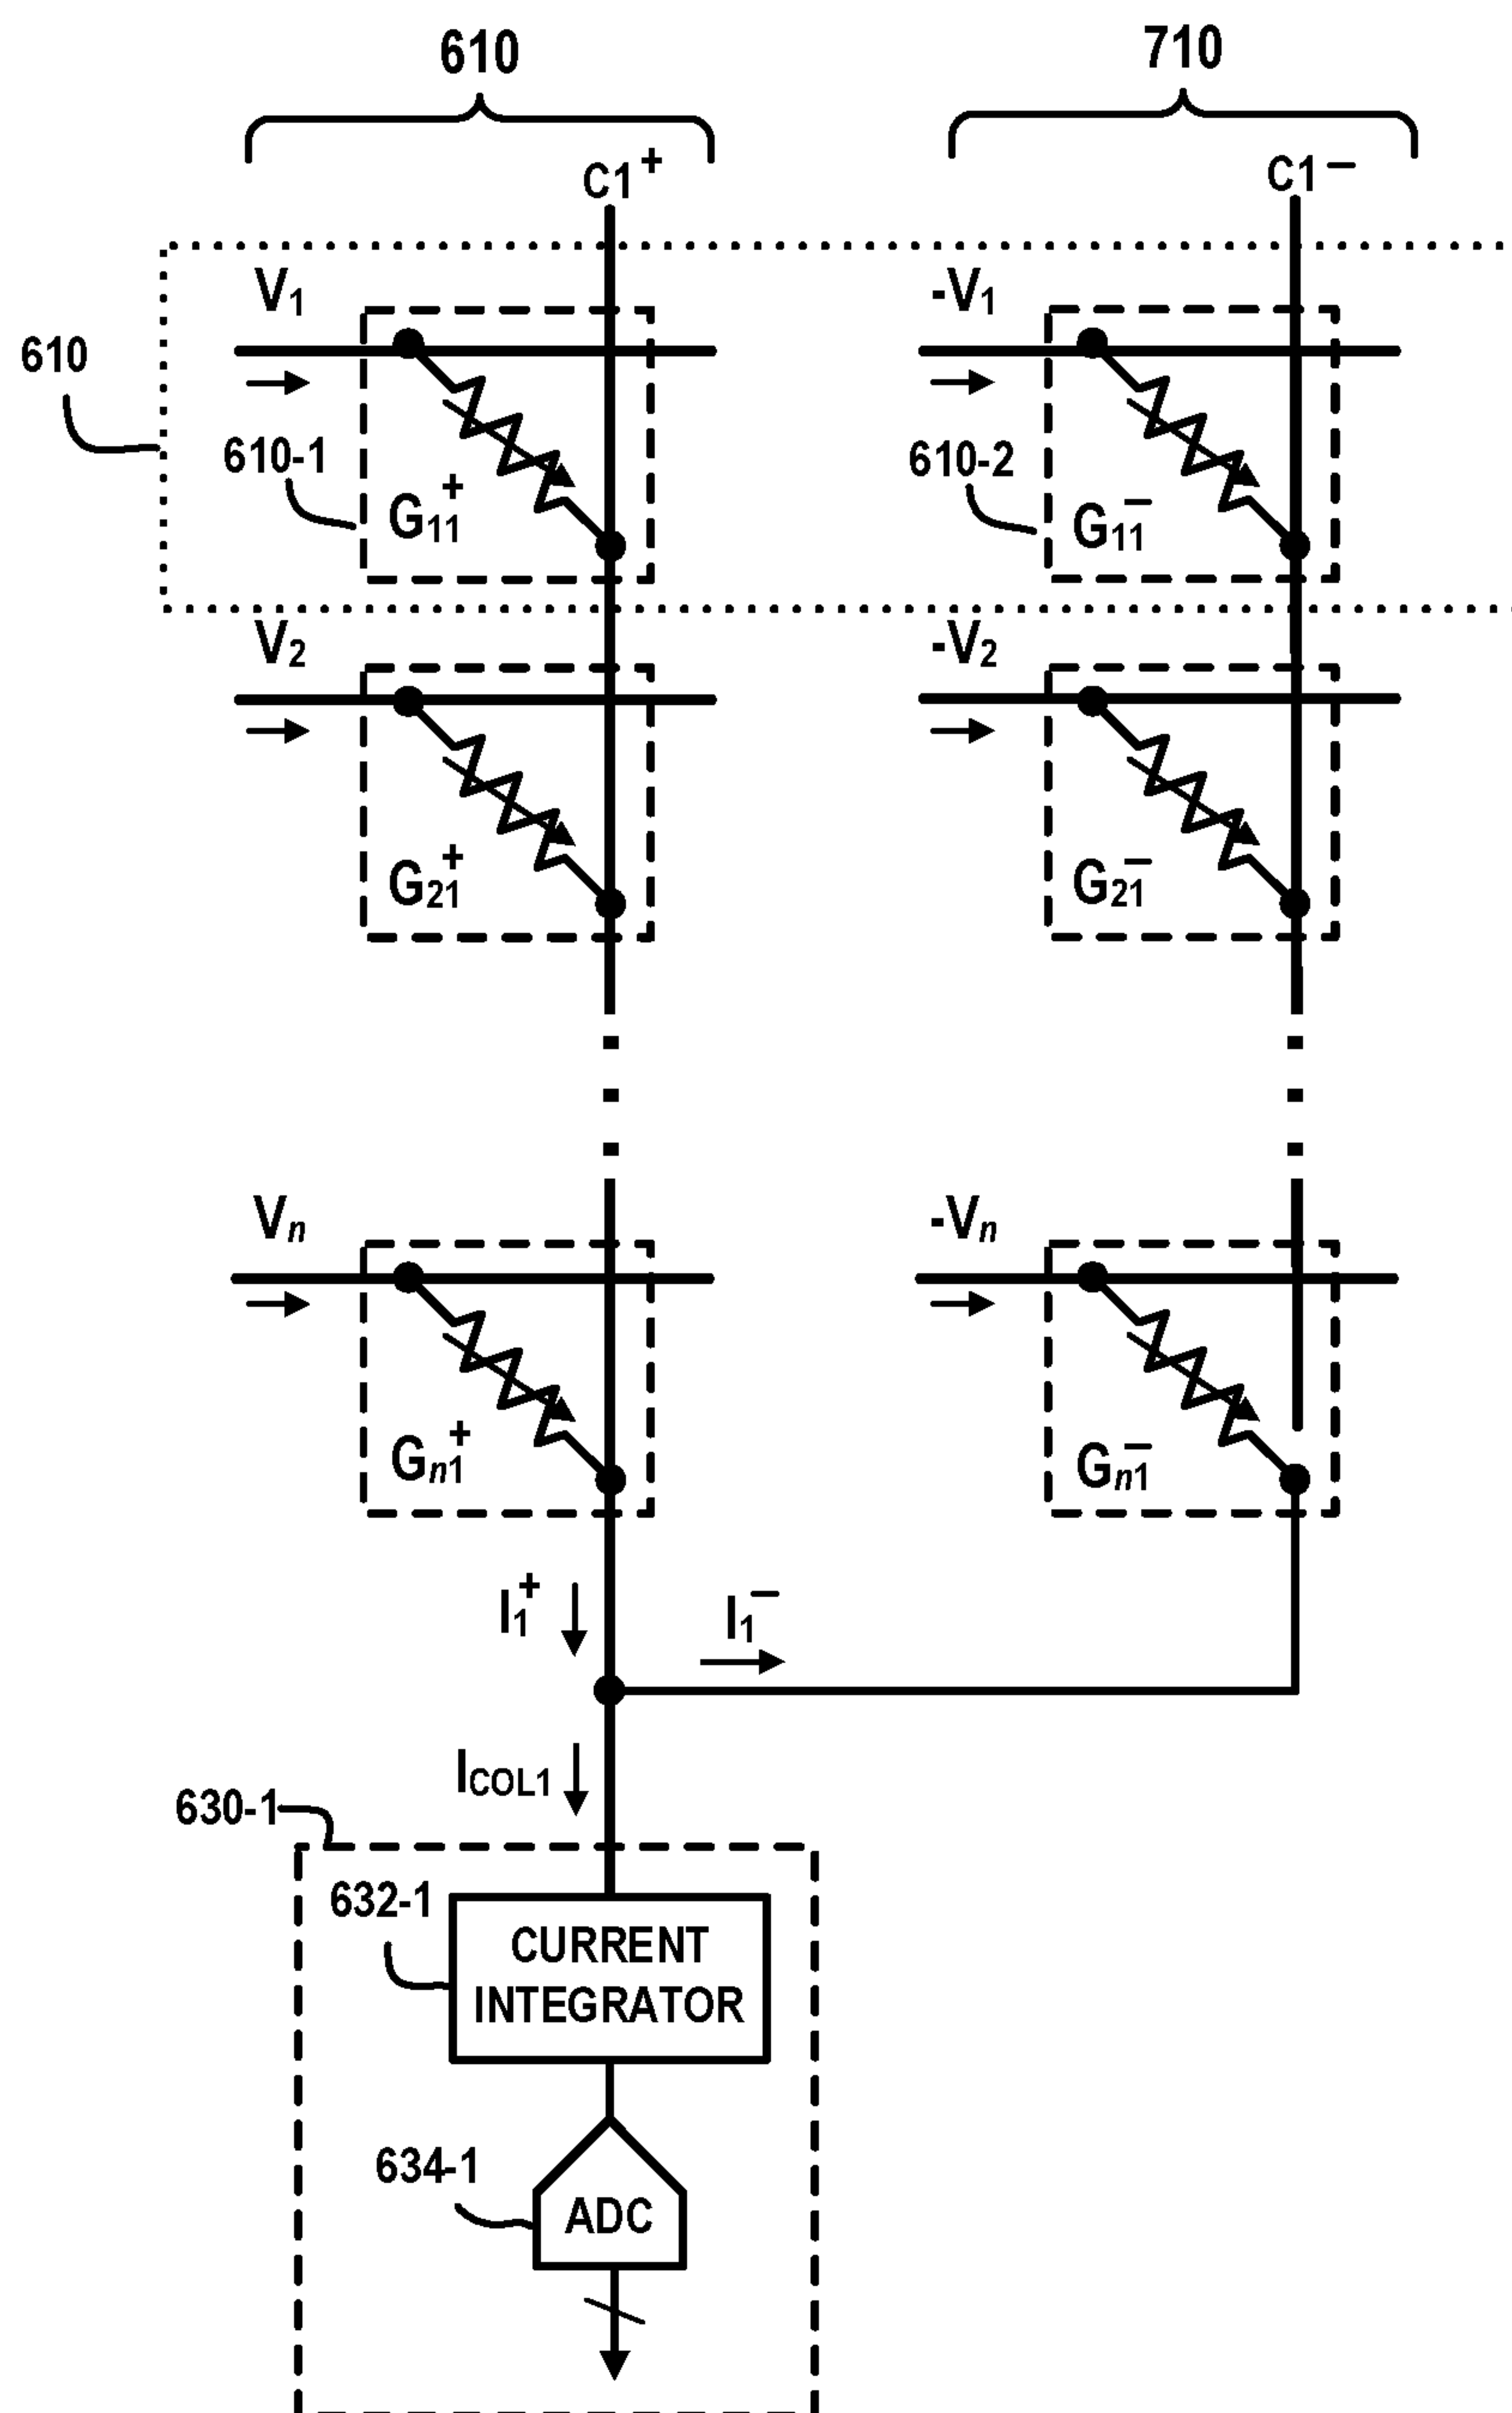 610
710
C1+
C1−
V1
-V1
610
610-1
610-2
G11+
G11−
V2
-V2
G21+
G21−
Vn
-Vn
Gn1+
Gn1−
I1+
I1−
ICOL1
630-1
632-1
CURRENT
INTEGRATOR
634-1
ADC